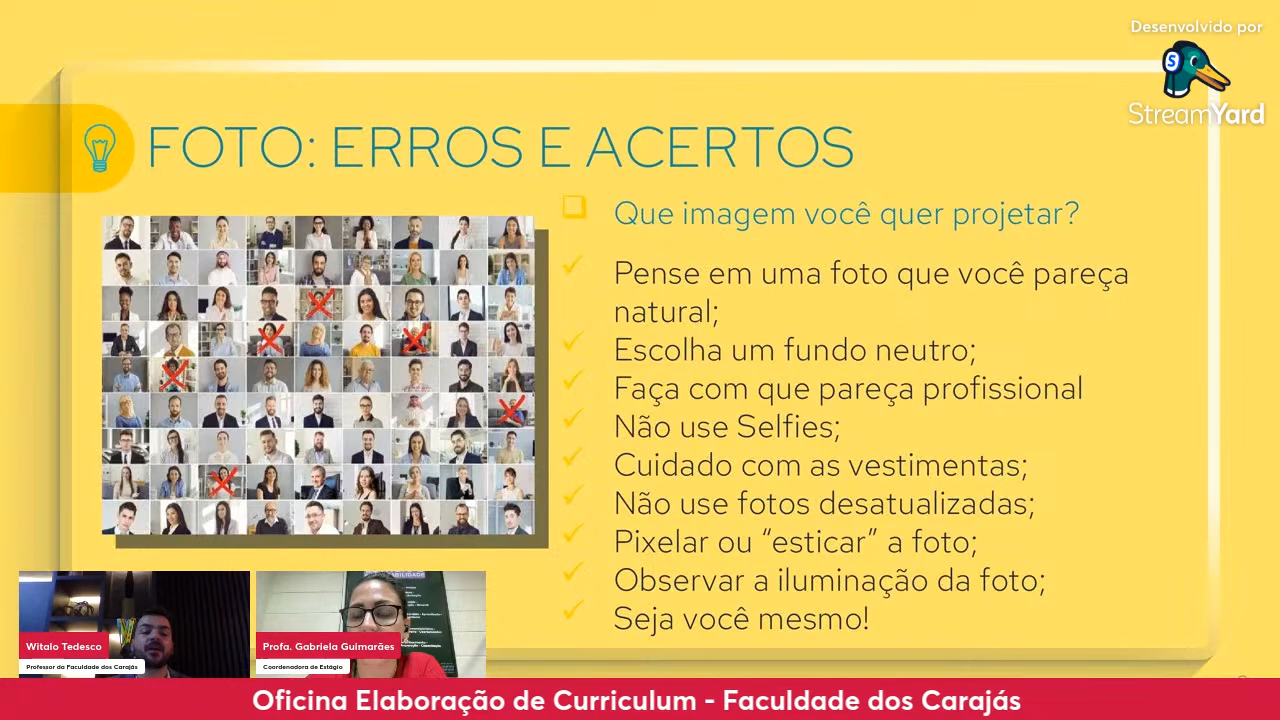 Desenvolvido por
StreamYard
FOTO: ERROS E ACERTOS
Que imagem você quer projetar?
Pense em uma foto que você pareça
natural;
Escolha um fundo neutro;
Faça com que pareça profissional
Não use Selfies;
Cuidado com as vestimentas;
Não use fotos desatualizadas;
Pixelar ou “esticar” a foto;
Observar a iluminação da foto;
Seja você mesmo!
Witalo Tedesco
Professor da Faculdade dos Carajás
Profa. Gabriela Guimarães
Coordenadora de Estágio
Oficina Elaboração de Curriculum - Faculdade dos Carajás